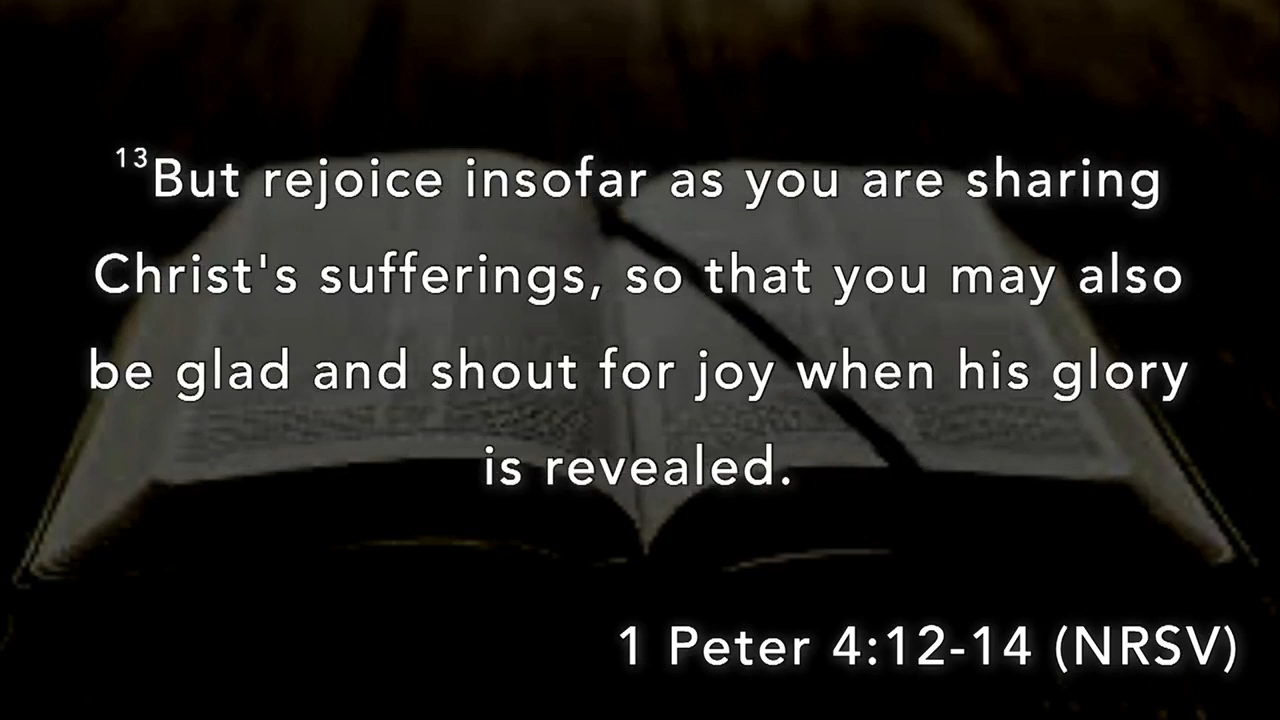 13But rejoice insofar as you are sharing
Christ's sufferings, so that you may also
be glad and shout for joy when his glory
is revealed.
1 Peter 4:12-14 (NRSV)